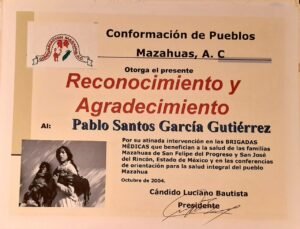 Conformación de Pueblos
Mazahuas, A. C
Otorga el presente
Reconocimiento y
Agradecimiento
Al: Pablo Santos García Gutiérrez
Por su atinada intervención en las BRIGADAS
MÉDICAS que benefician a la salud de las familias
Mazahuas de San Felipe del Progreso y San José
del Rincón, Estado de México y en las conferencias
de orientación para la salud integral del pueblo
Mazahua
Octubre de 2004.
Cándido Luciano Bautista
Presidente